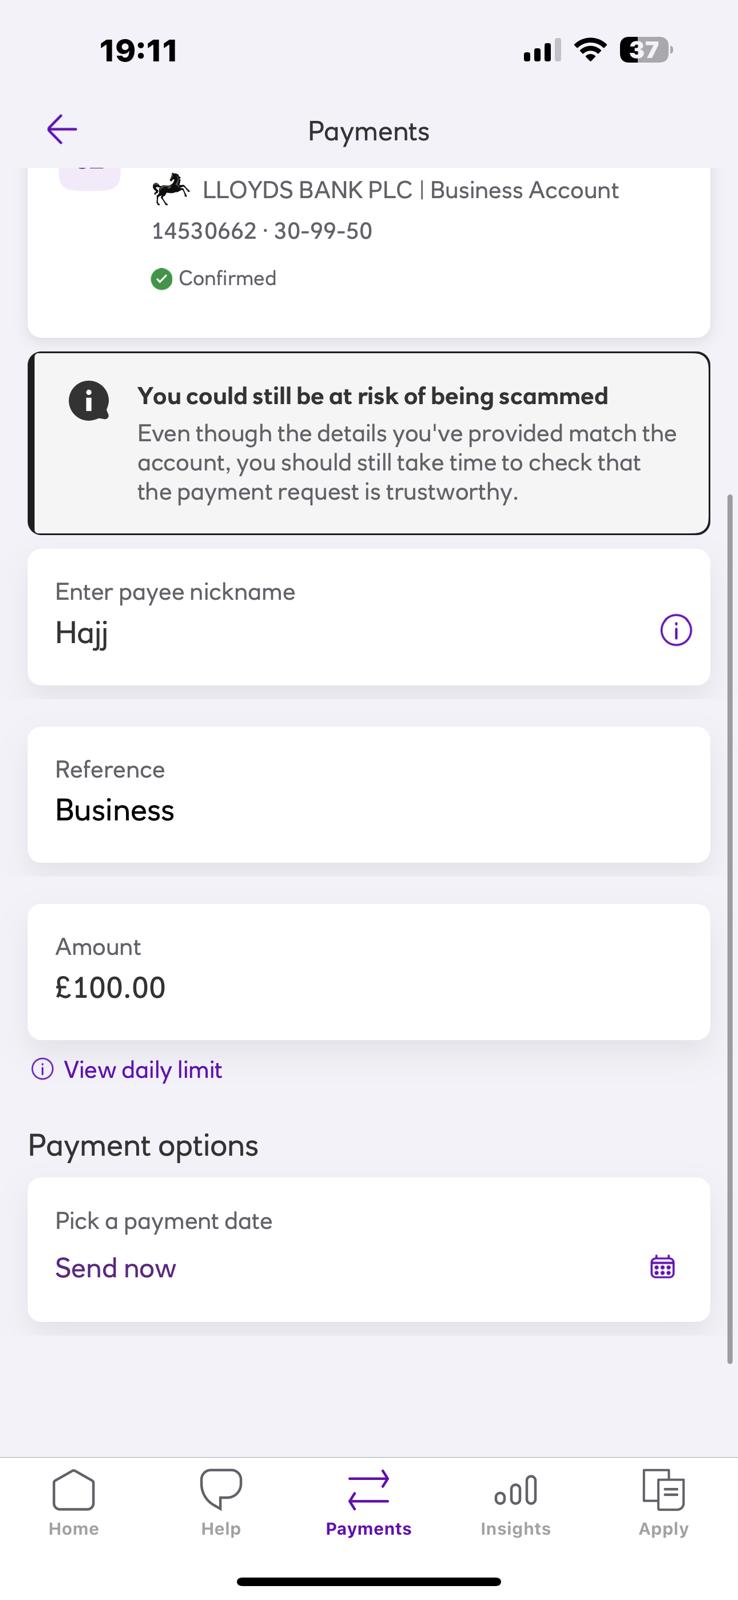 19:11
37
Payments
LLOYDS BANK PLC | Business Account
14530662 · 30-99-50
Confirmed
You could still be at risk of being scammed
Even though the details you've provided match the
account, you should still take time to check that
the payment request is trustworthy.
Enter payee nickname
Hajj
Reference
Business
Amount
£100.00
View daily limit
Payment options
Pick a payment date
Send now
Home
Help
Payments
Insights
Apply